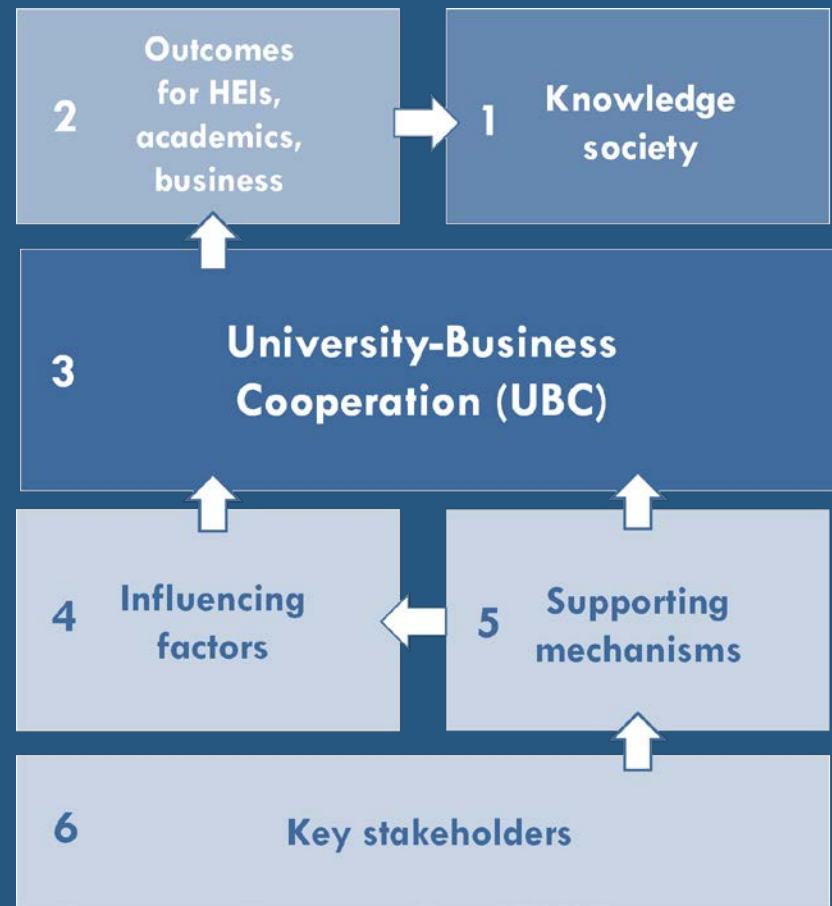 2
Outcomes
for HEIs,
academics,
business
1
Knowledge
society
3
University-Business
Cooperation (UBC)
4
Influencing
factors
5
Supporting
mechanisms
6
Key stakeholders